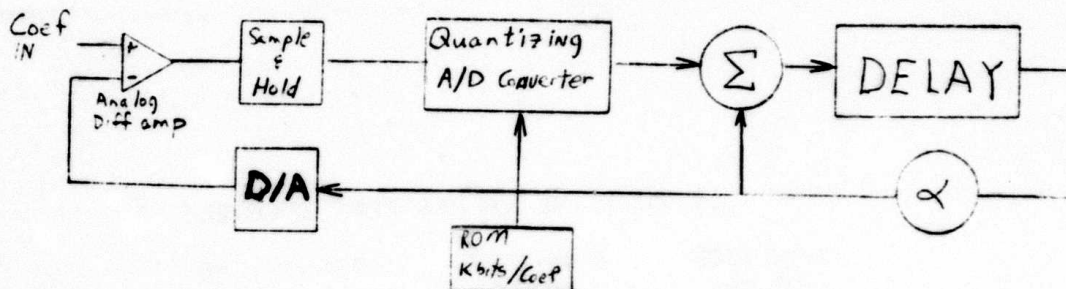 Coef
IN
+
-
Analog
Diff amp
Sample
&
Hold
Quantizing
A/D Converter
Σ
DELAY
D/A
α
ROM
K bits/Coef